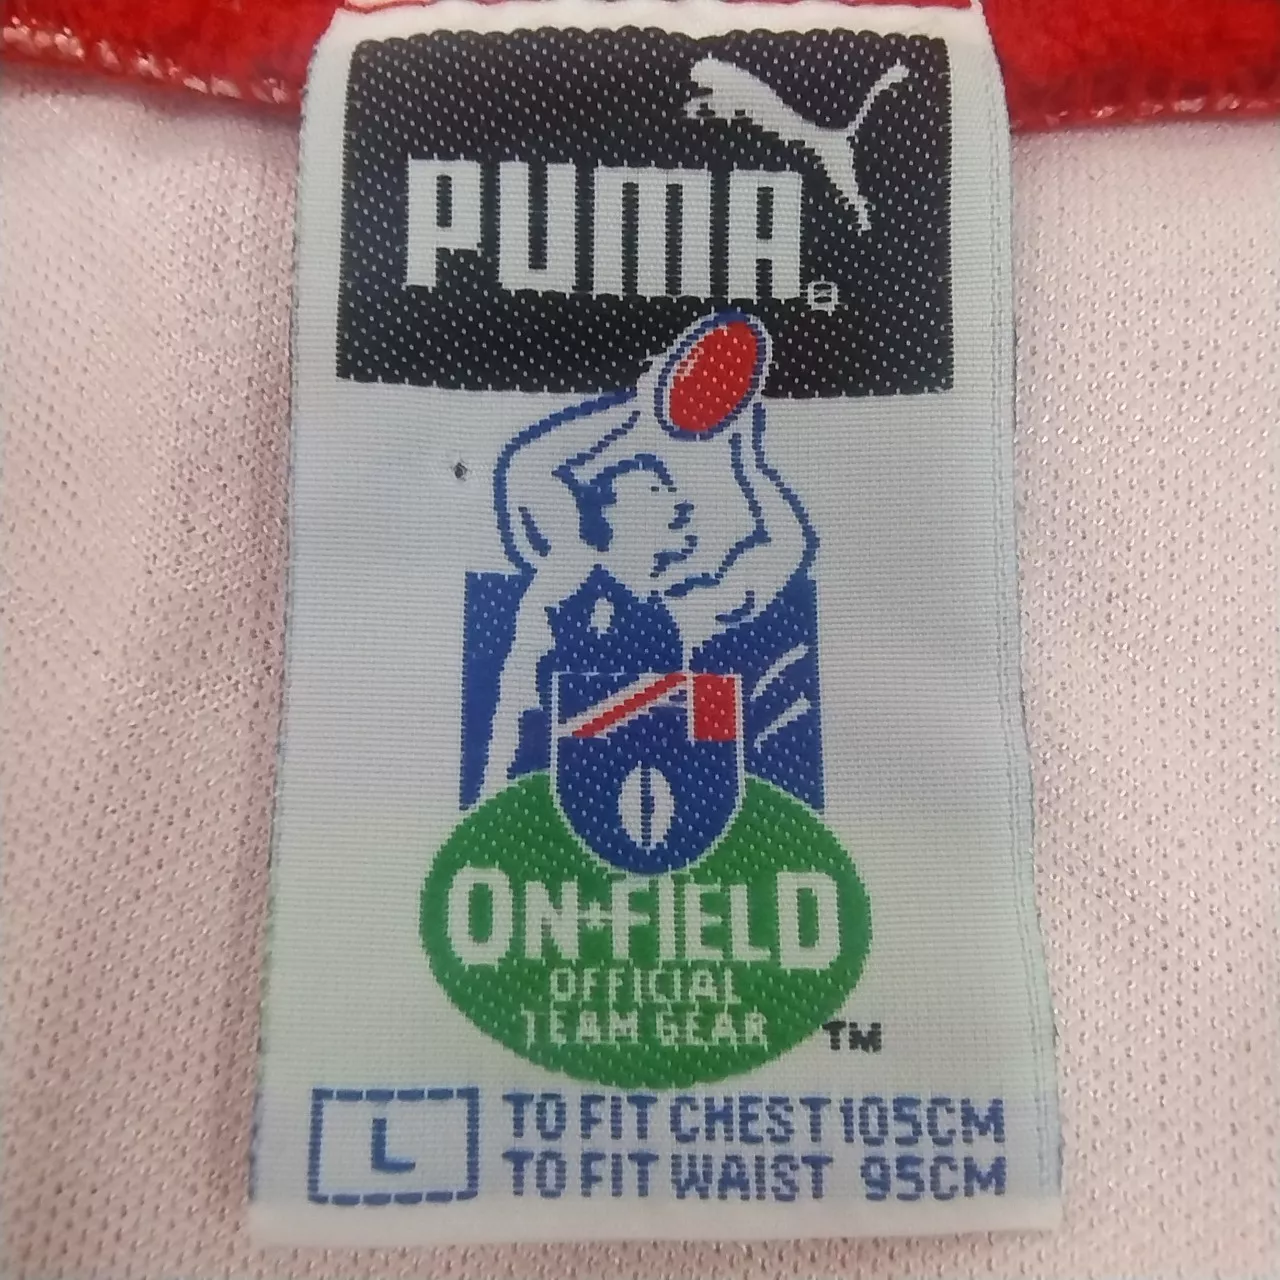 PUMA®
ON FIELD
OFFICIAL
TEAM GEAR
TM
L
TO FIT CHEST 105CM
TO FIT WAIST 95CM